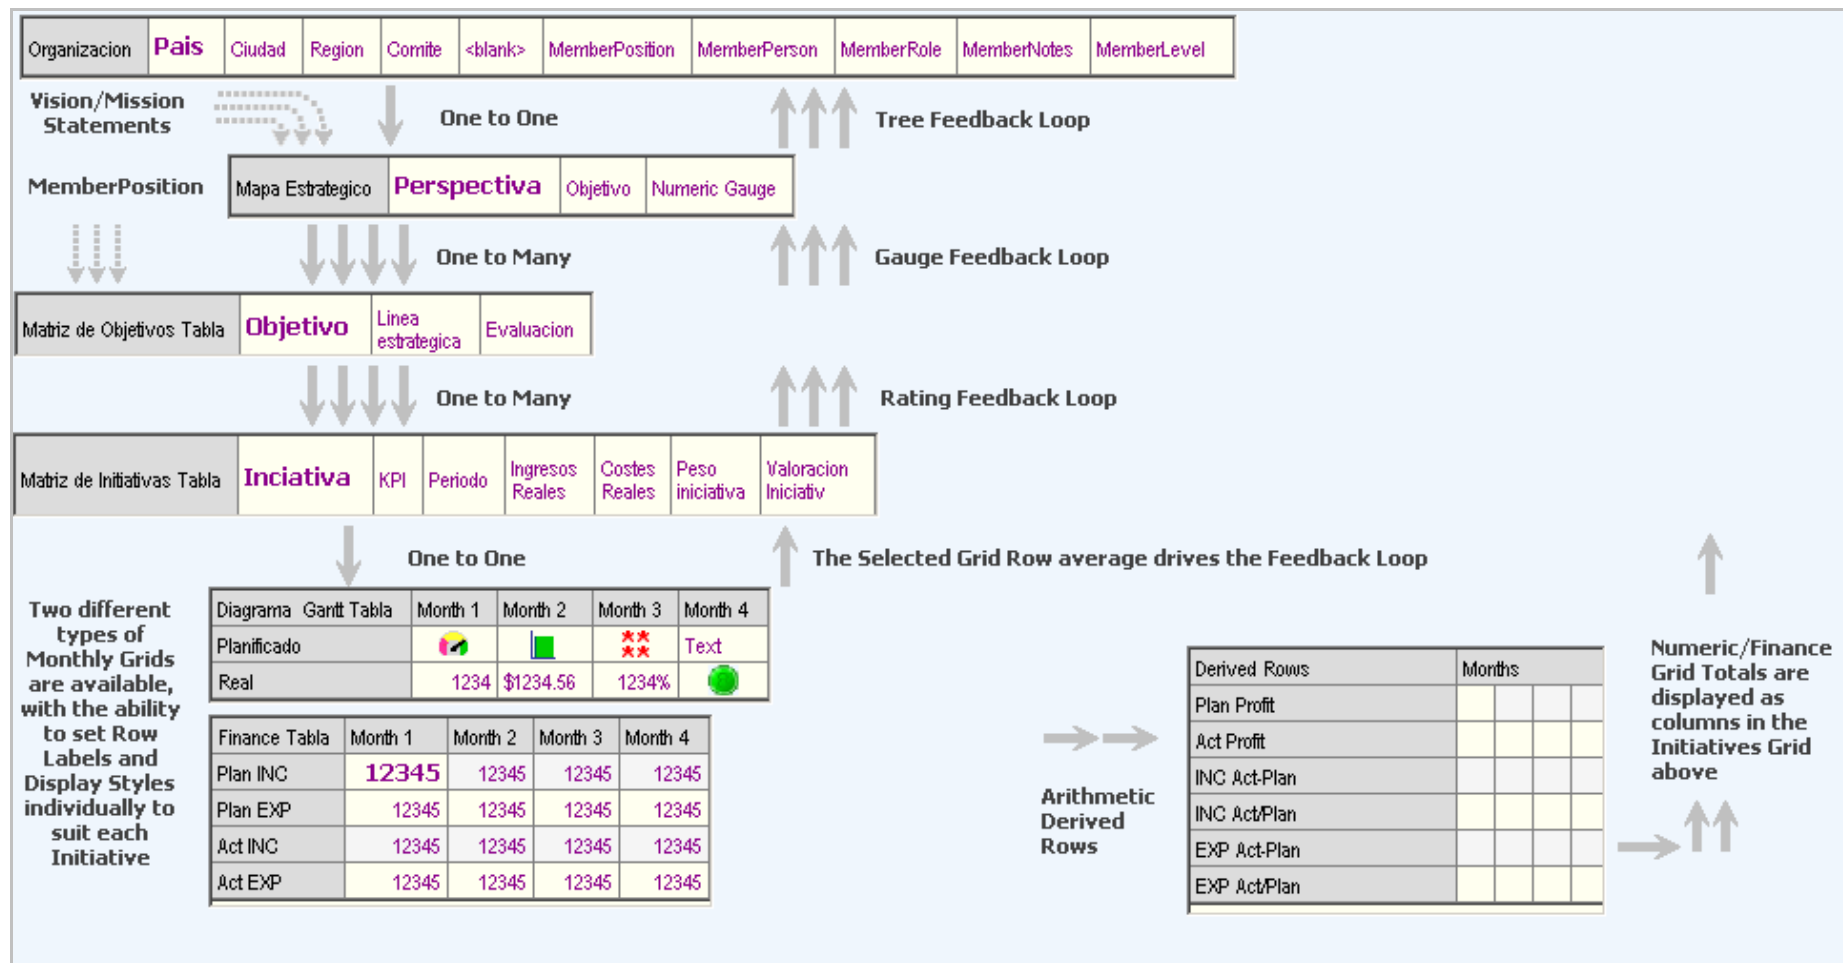 Organizacion Pais Ciudad Region Comite <blank> MemberPosition MemberPerson MemberRole MemberNotes MemberLevel
Vision/Mission
Statements
One to One
Tree Feedback Loop
MemberPosition
Mapa Estrategico Perspectiva Objetivo Numeric Gauge
One to Many
Gauge Feedback Loop
Matriz de Objetivos Tabla Objetivo Linea
estrategica Evaluacion
One to Many
Rating Feedback Loop
Matriz de Initiativas Tabla Inciativa KPI Periodo Ingresos
Reales Costes
Reales Peso
iniciativa Valoracion
Iniciativ
One to One
The Selected Grid Row average drives the Feedback Loop
Two different
types of
Monthly Grids
are available,
with the ability
to set Row
Labels and
Display Styles
individually to
suit each
Initiative
Diagrama Gantt Tabla Month 1 Month 2 Month 3 Month 4
Planificado Text
Real 1234 $1234.56 1234%
Finance Tabla Month 1 Month 2 Month 3 Month 4
Plan INC 12345 12345 12345 12345
Plan EXP 12345 12345 12345 12345
Act INC 12345 12345 12345 12345
Act EXP 12345 12345 12345 12345
Arithmetic
Derived
Rows
Derived Rows Months
Plan Profit
Act Profit
INC Act-Plan
INC Act/Plan
EXP Act-Plan
EXP Act/Plan
Numeric/Finance
Grid Totals are
displayed as
columns in the
Initiatives Grid
above